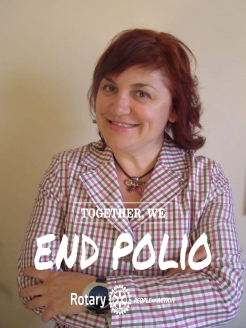 TOGETHER, WE
END POLIO
Rotary PEOPLE of ACTION